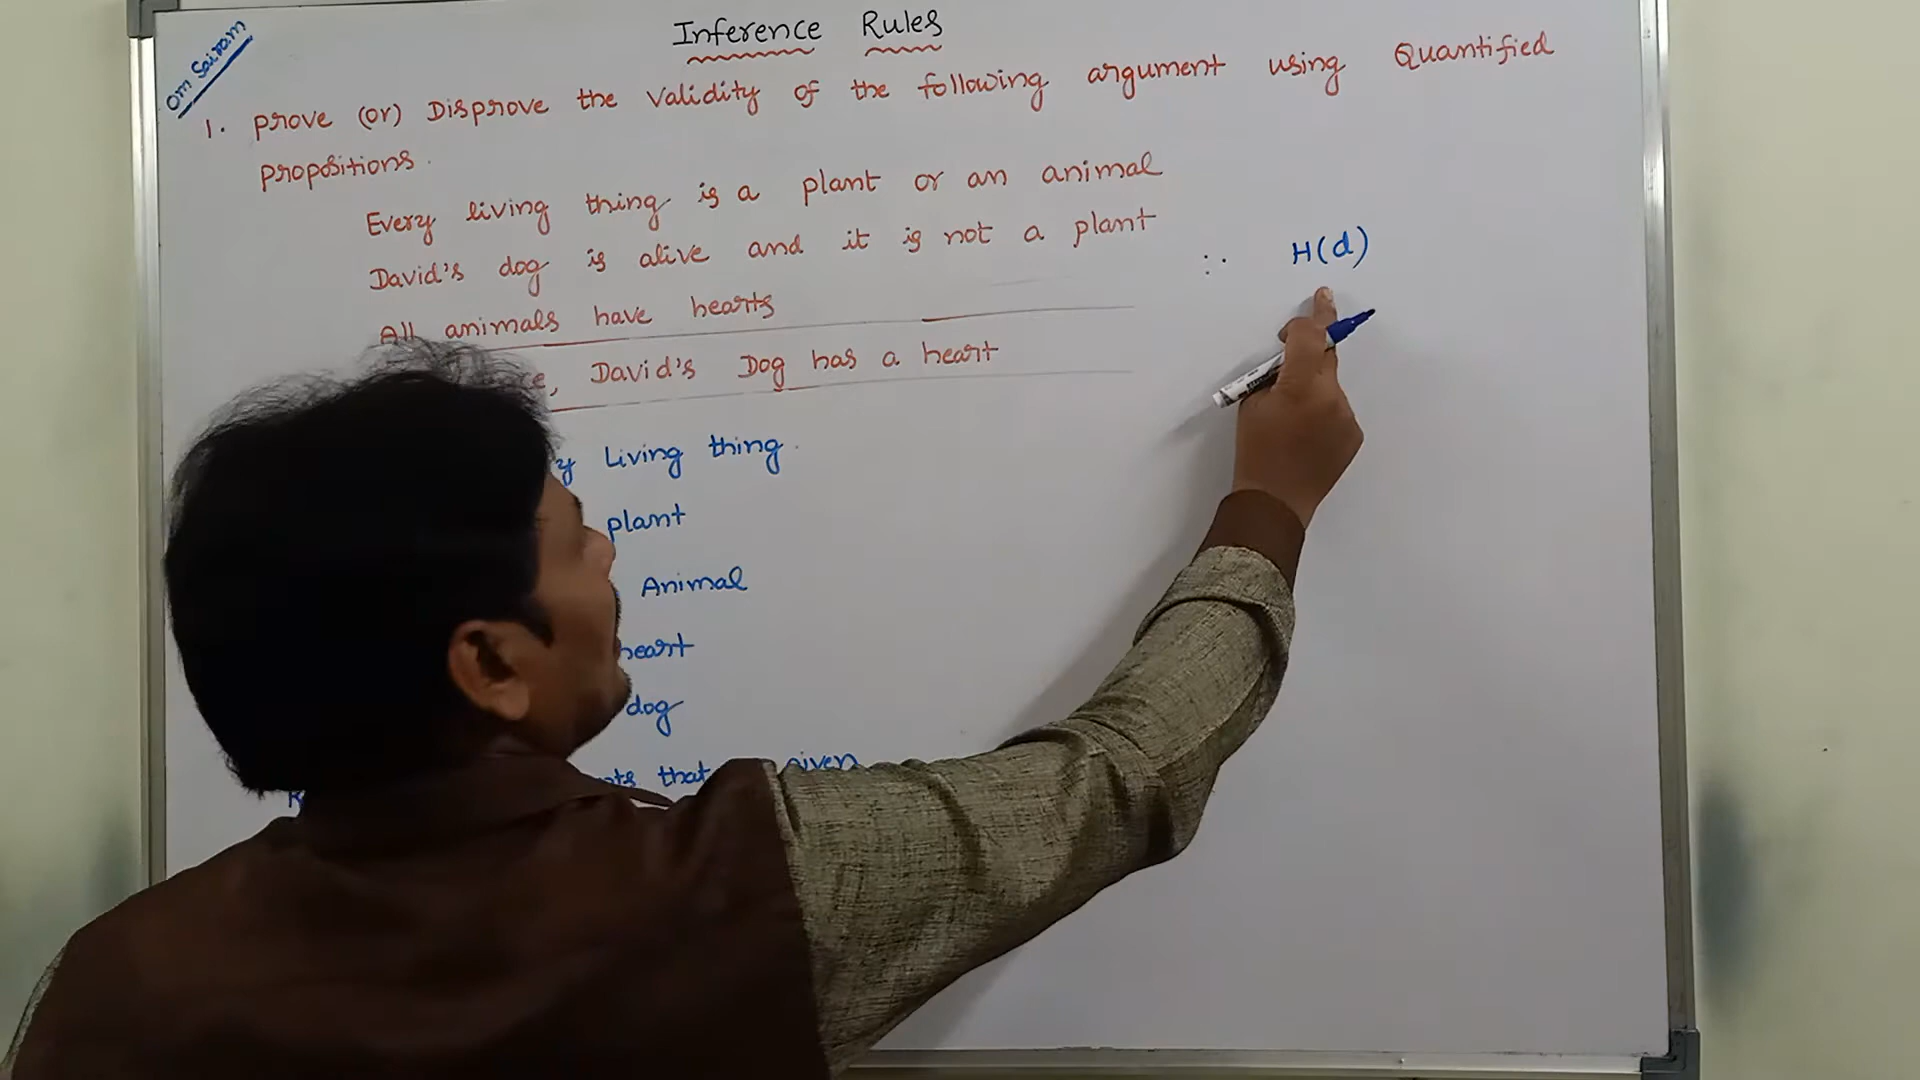 Om Sairam
Inference Rules
1. Prove (or) Disprove the Validity of the following argument using Quantified
propositions.
Every living thing is a plant or an animal
David's dog is alive and it is not a plant
All animals have hearts
David's Dog has a heart
∴ H(d)
Living thing
plant
Animal
heart
dog
that given